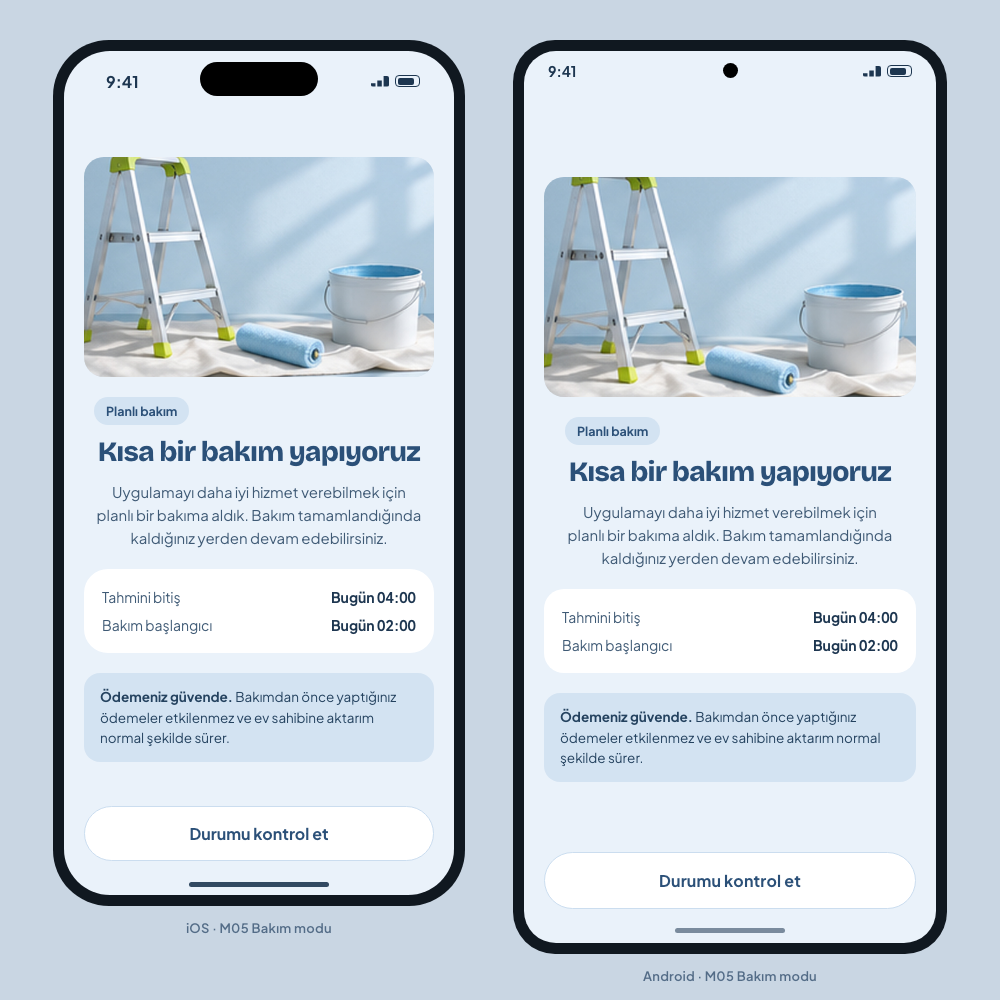 9:41
Planlı bakım
Kısa bir bakım yapıyoruz
Uygulamayı daha iyi hizmet verebilmek için
planlı bir bakıma aldık. Bakım tamamlandığında
kaldığınız yerden devam edebilirsiniz.
Tahmini bitiş Bugün 04:00
Bakım başlangıcı Bugün 02:00
Ödemeniz güvende. Bakımdan önce yaptığınız
ödemeler etkilenmez ve ev sahibine aktarım
normal şekilde sürer.
Durumu kontrol et
iOS · M05 Bakım modu
9:41
Planlı bakım
Kısa bir bakım yapıyoruz
Uygulamayı daha iyi hizmet verebilmek için
planlı bir bakıma aldık. Bakım tamamlandığında
kaldığınız yerden devam edebilirsiniz.
Tahmini bitiş Bugün 04:00
Bakım başlangıcı Bugün 02:00
Ödemeniz güvende. Bakımdan önce yaptığınız
ödemeler etkilenmez ve ev sahibine aktarım normal
şekilde sürer.
Durumu kontrol et
Android · M05 Bakım modu